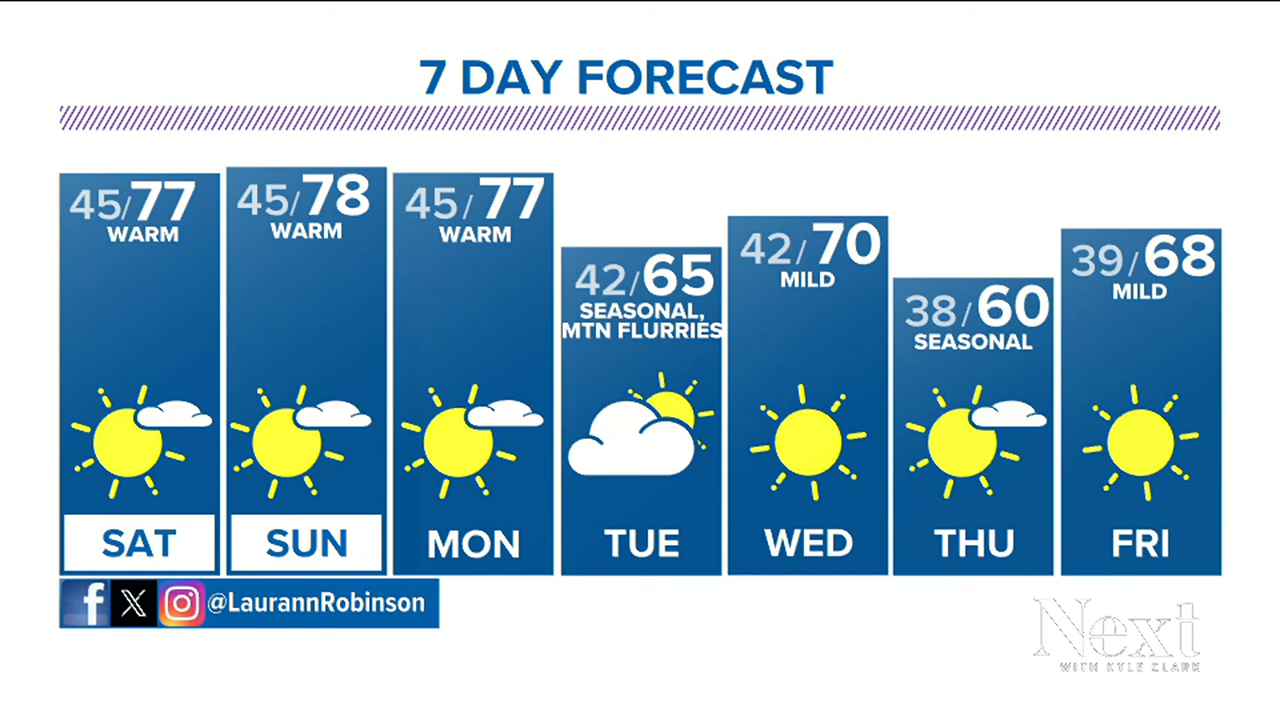 7 DAY FORECAST
45/77
WARM
45/78
WARM
45/77
WARM
42/65
SEASONAL,
MTN FLURRIES
42/70
MILD
38/60
SEASONAL
39/68
MILD
SAT
SUN
MON
TUE
WED
THU
FRI
@LaurannRobinson
Next
WITH KYLE CLARK